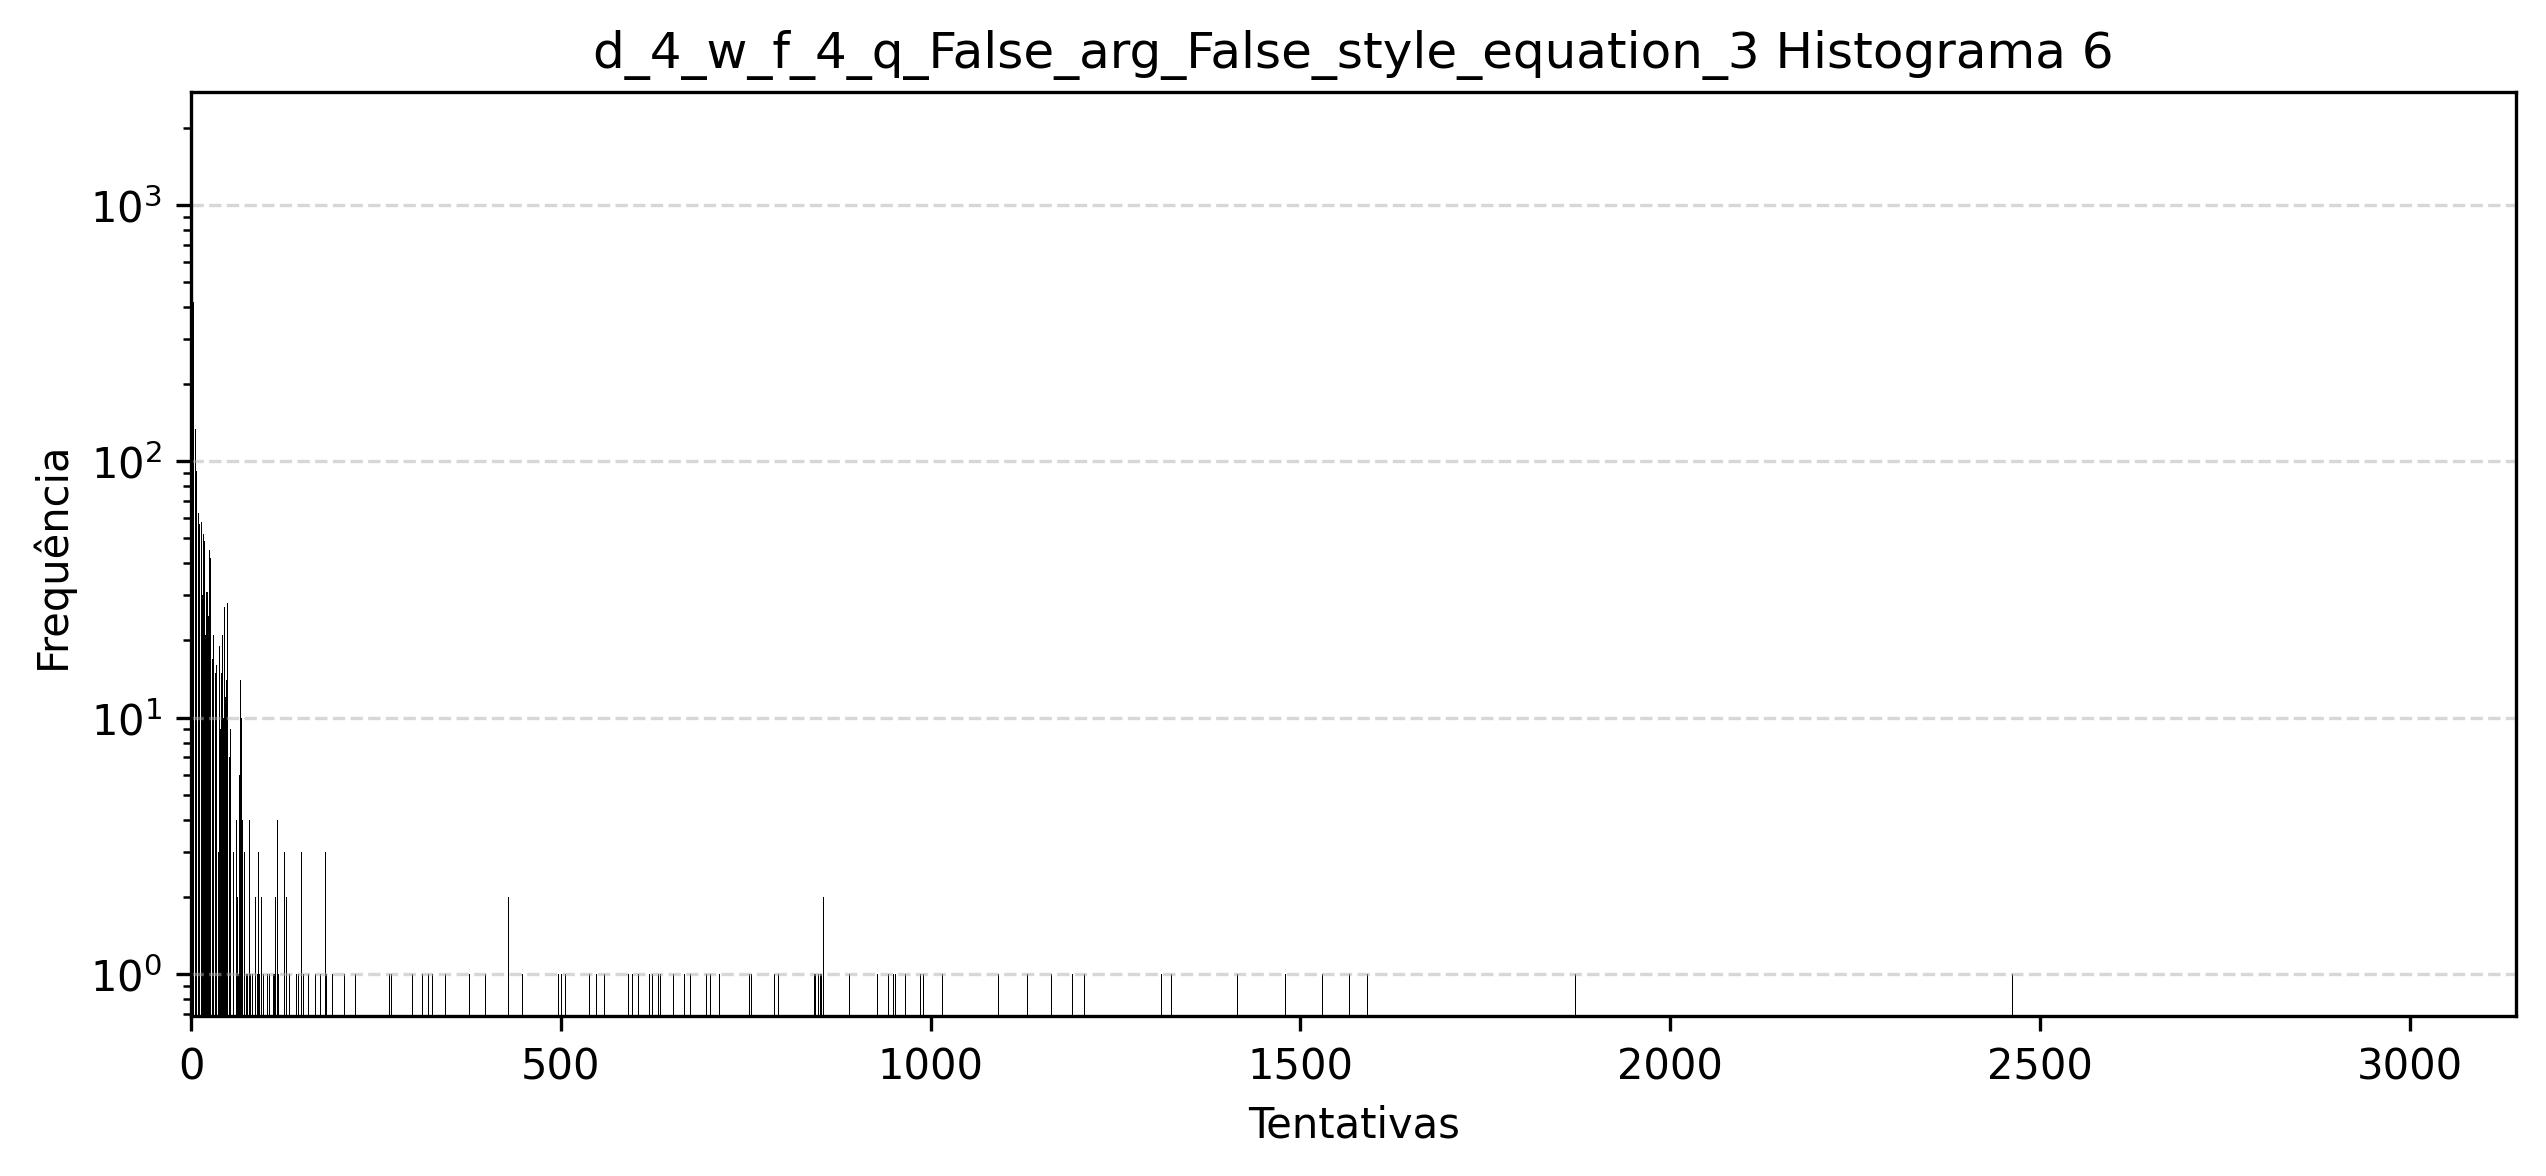 d_4_w_f_4_q_False_arg_False_style_equation_3 Histograma 6
Frequência
10³
10²
10¹
10⁰
0 500 1000 1500 2000 2500 3000
Tentativas